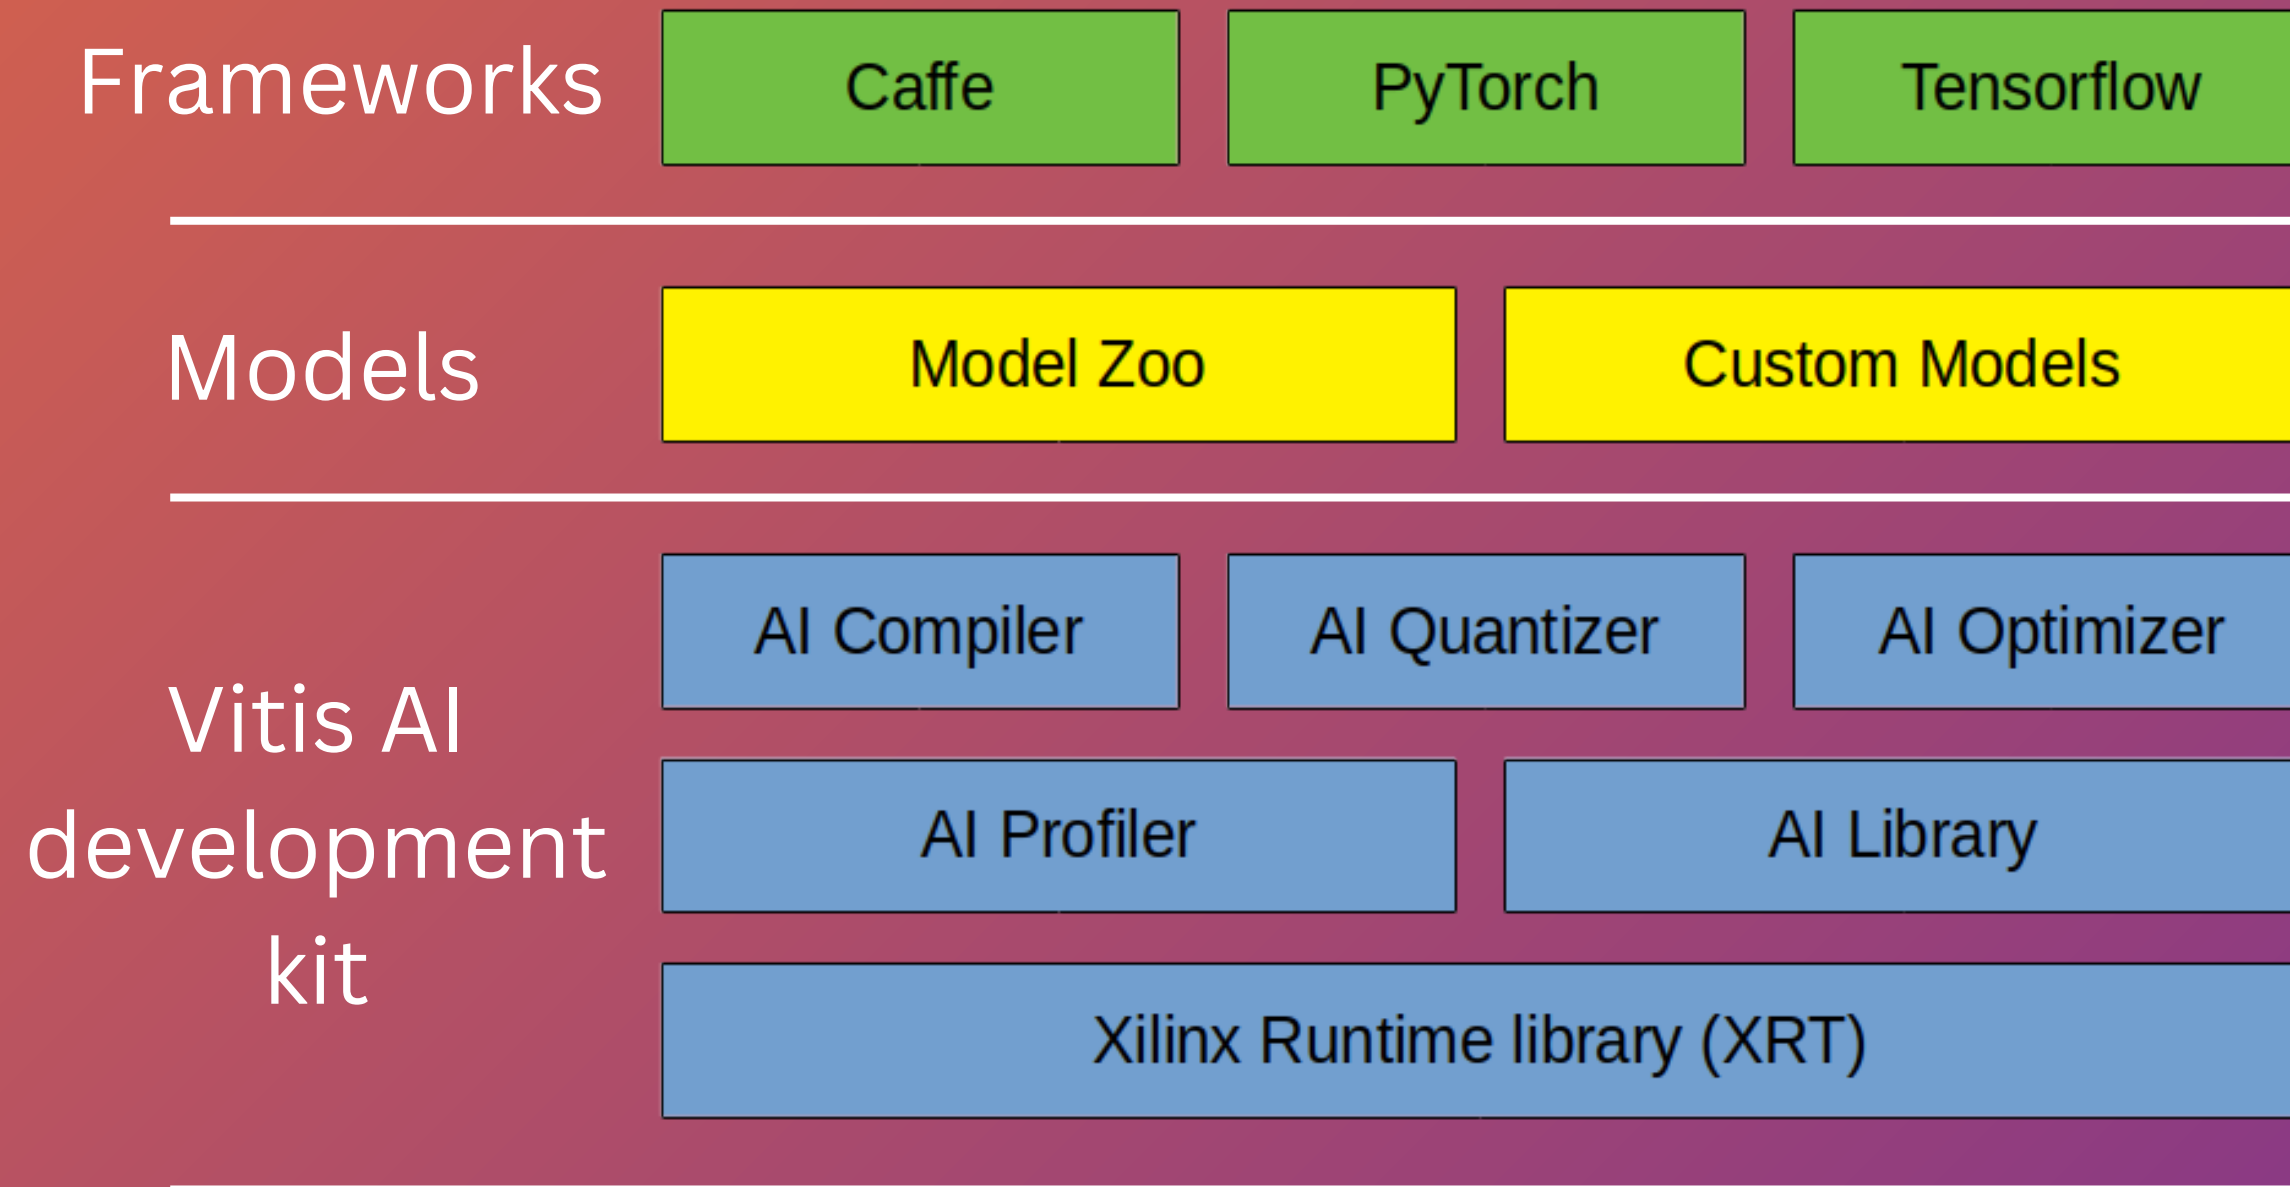 Frameworks
Caffe
PyTorch
Tensorflow
Models
Model Zoo
Custom Models
Vitis AI
development
kit
AI Compiler
AI Quantizer
AI Optimizer
AI Profiler
AI Library
Xilinx Runtime library (XRT)